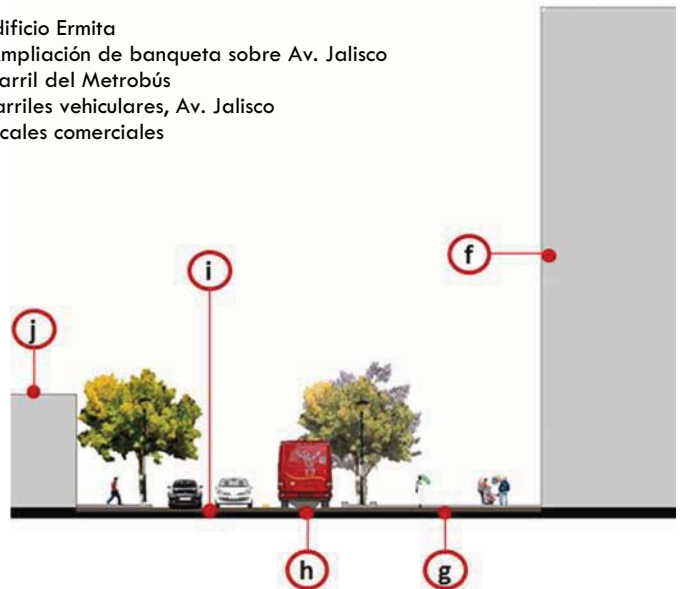 dificio Ermita
mpliación de banqueta sobre Av. Jalisco
arril del Metrobús
arriles vehiculares, Av. Jalisco
cales comerciales
f
i
j
h
g